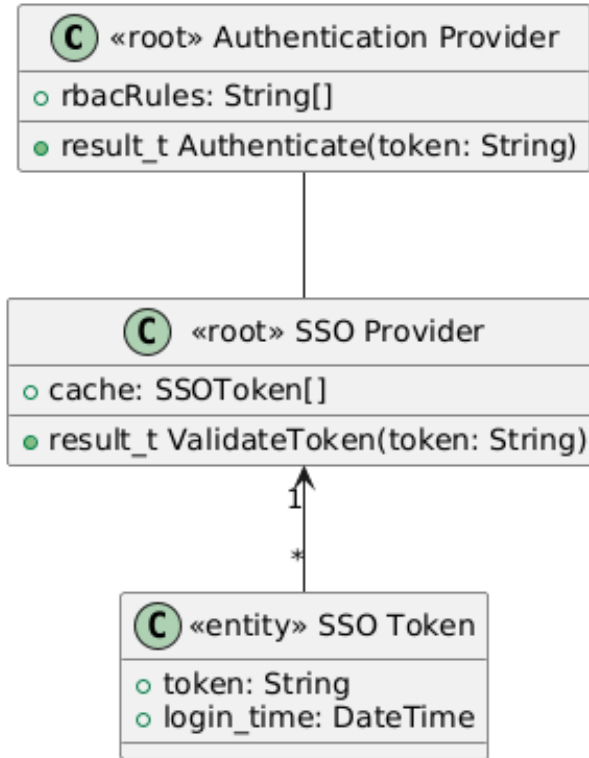 C «root» Authentication Provider
rbacRules: String[]
result_t Authenticate(token: String)
C «root» SSO Provider
cache: SSOToken[]
result_t ValidateToken(token: String)
1
*
C «entity» SSO Token
token: String
login_time: DateTime